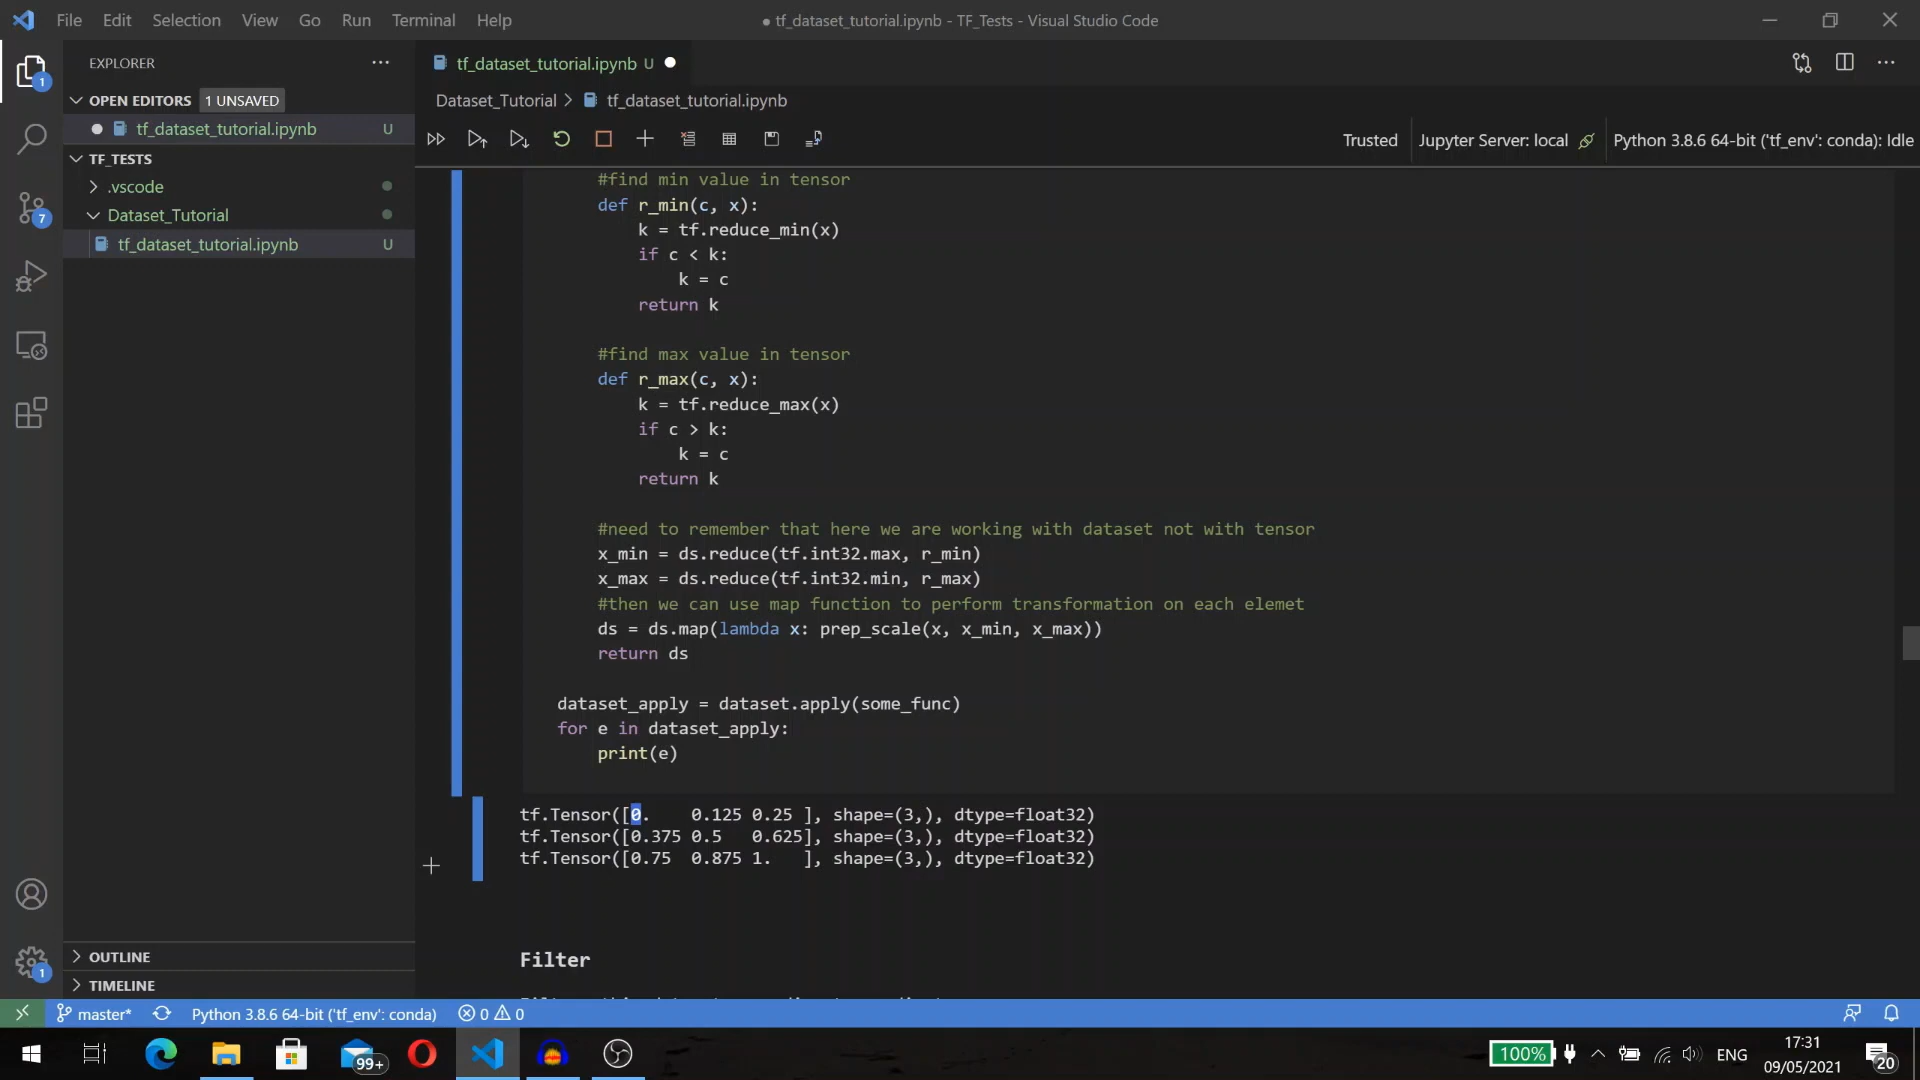 File Edit Selection View Go Run Terminal Help
● tf_dataset_tutorial.ipynb - TF_Tests - Visual Studio Code
EXPLORER
tf_dataset_tutorial.ipynb U
OPEN EDITORS 1 UNSAVED
Dataset_Tutorial > tf_dataset_tutorial.ipynb
tf_dataset_tutorial.ipynb U
Trusted Jupyter Server: local Python 3.8.6 64-bit ('tf_env': conda): Idle
TF_TESTS
.vscode
Dataset_Tutorial
tf_dataset_tutorial.ipynb U
#find min value in tensor
def r_min(c, x):
k = tf.reduce_min(x)
if c < k:
k = c
return k
#find max value in tensor
def r_max(c, x):
k = tf.reduce_max(x)
if c > k:
k = c
return k
#need to remember that here we are working with dataset not with tensor
x_min = ds.reduce(tf.int32.max, r_min)
x_max = ds.reduce(tf.int32.min, r_max)
#then we can use map function to perform transformation on each elemet
ds = ds.map(lambda x: prep_scale(x, x_min, x_max))
return ds
dataset_apply = dataset.apply(some_func)
for e in dataset_apply:
print(e)
tf.Tensor([0. 0.125 0.25 ], shape=(3,), dtype=float32)
tf.Tensor([0.375 0.5 0.625], shape=(3,), dtype=float32)
tf.Tensor([0.75 0.875 1. ], shape=(3,), dtype=float32)
Filter
OUTLINE
TIMELINE
1
7
1
master* Python 3.8.6 64-bit ('tf_env': conda) 0 0
99+
100% ENG
17:31
09/05/2021
20